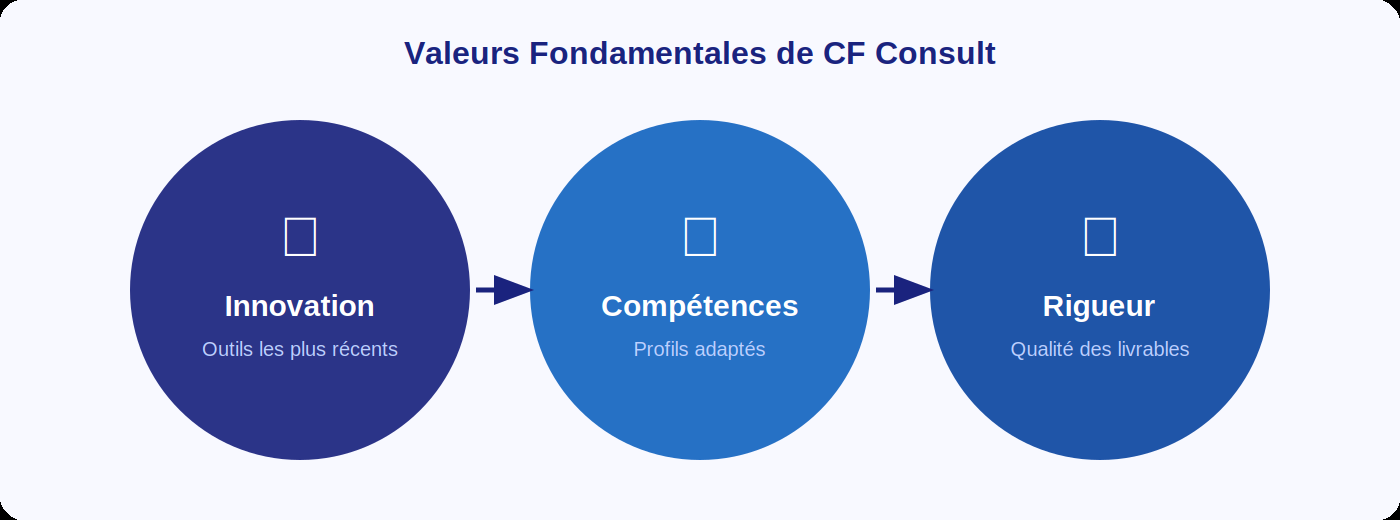 Valeurs Fondamentales de CF Consult
Innovation
Outils les plus récents
Compétences
Profils adaptés
Rigueur
Qualité des livrables